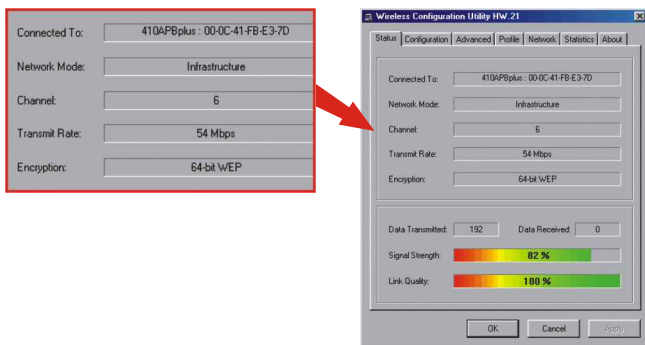 Connected To: 410APBplus : 00-0C-41-FB-E3-7D
Network Mode: Infrastructure
Channel: 6
Transmit Rate: 54 Mbps
Encryption: 64-bit WEP
Wireless Configuration Utility HW.21
Status Configuration Advanced Profile Network Statistics About
Connected To: 410APBplus : 00-0C-41-FB-E3-7D
Network Mode: Infrastructure
Channel: 6
Transmit Rate: 54 Mbps
Encryption: 64-bit WEP
Data Transmitted: 192 Data Received: 0
Signal Strength: 82 %
Link Quality: 100 %
OK Cancel Apply